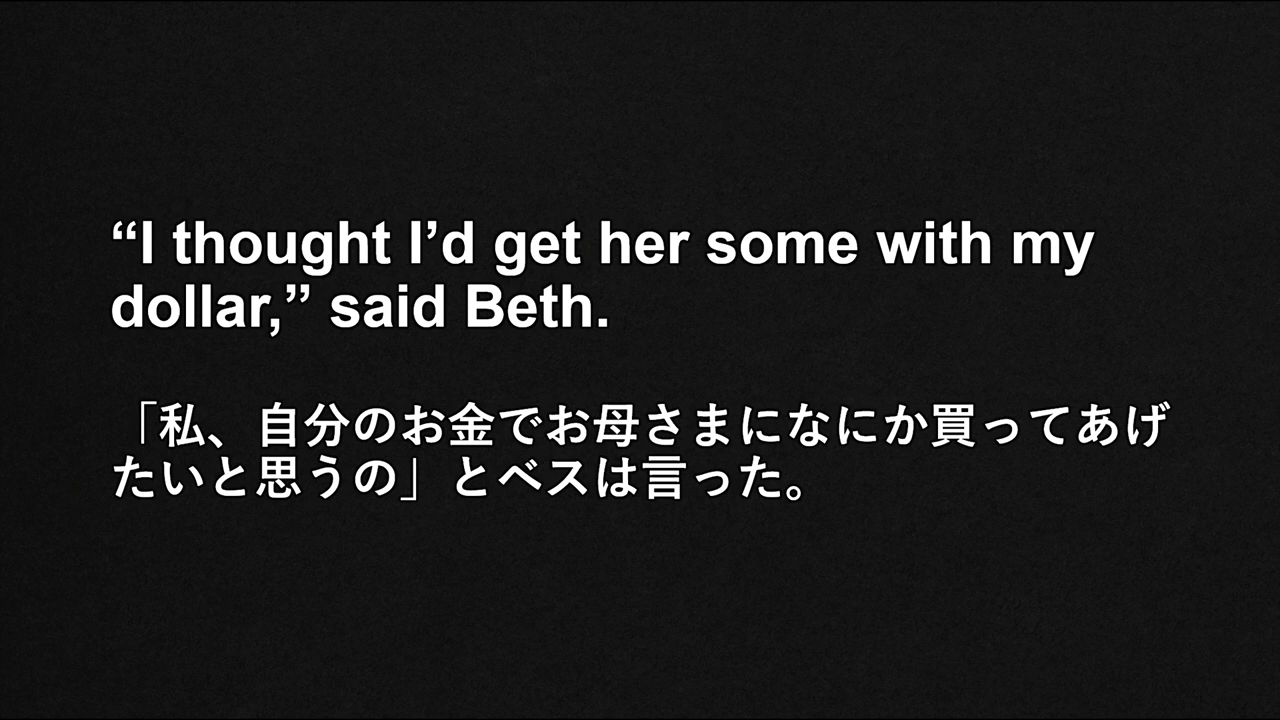 “I thought I’d get her some with my
dollar,” said Beth.
「私、自分のお金でお母さまになにか買ってあげ
たいと思うの」とベスは言った。